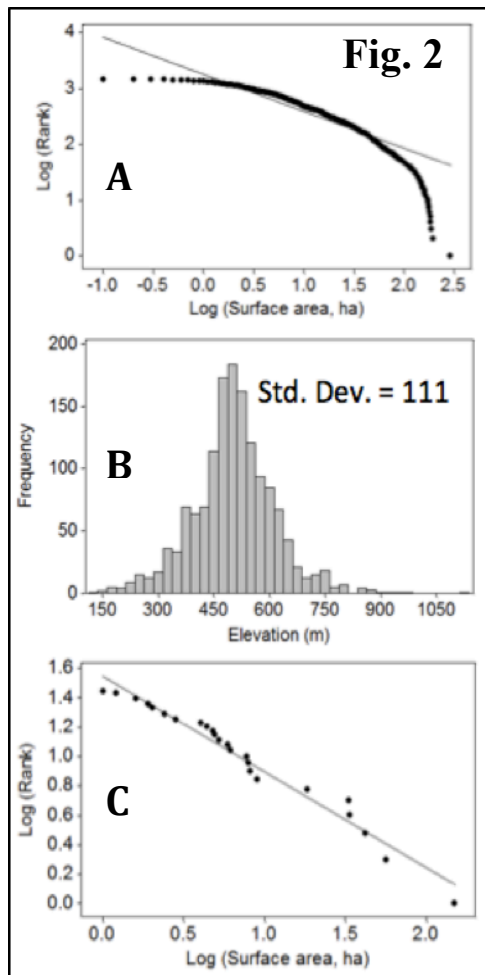 Fig. 2
4
3
2
1
0
Log (Rank)
A
-1.0 -0.5 0.0 0.5 1.0 1.5 2.0 2.5
Log (Surface area, ha)
200
150
100
50
0
Frequency
Std. Dev. = 111
B
150 300 450 600 750 900 1050
Elevation (m)
1.6
1.4
1.2
1.0
0.8
0.6
0.4
0.2
0.0
Log (Rank)
C
0.0 0.5 1.0 1.5 2.0
Log (Surface area, ha)